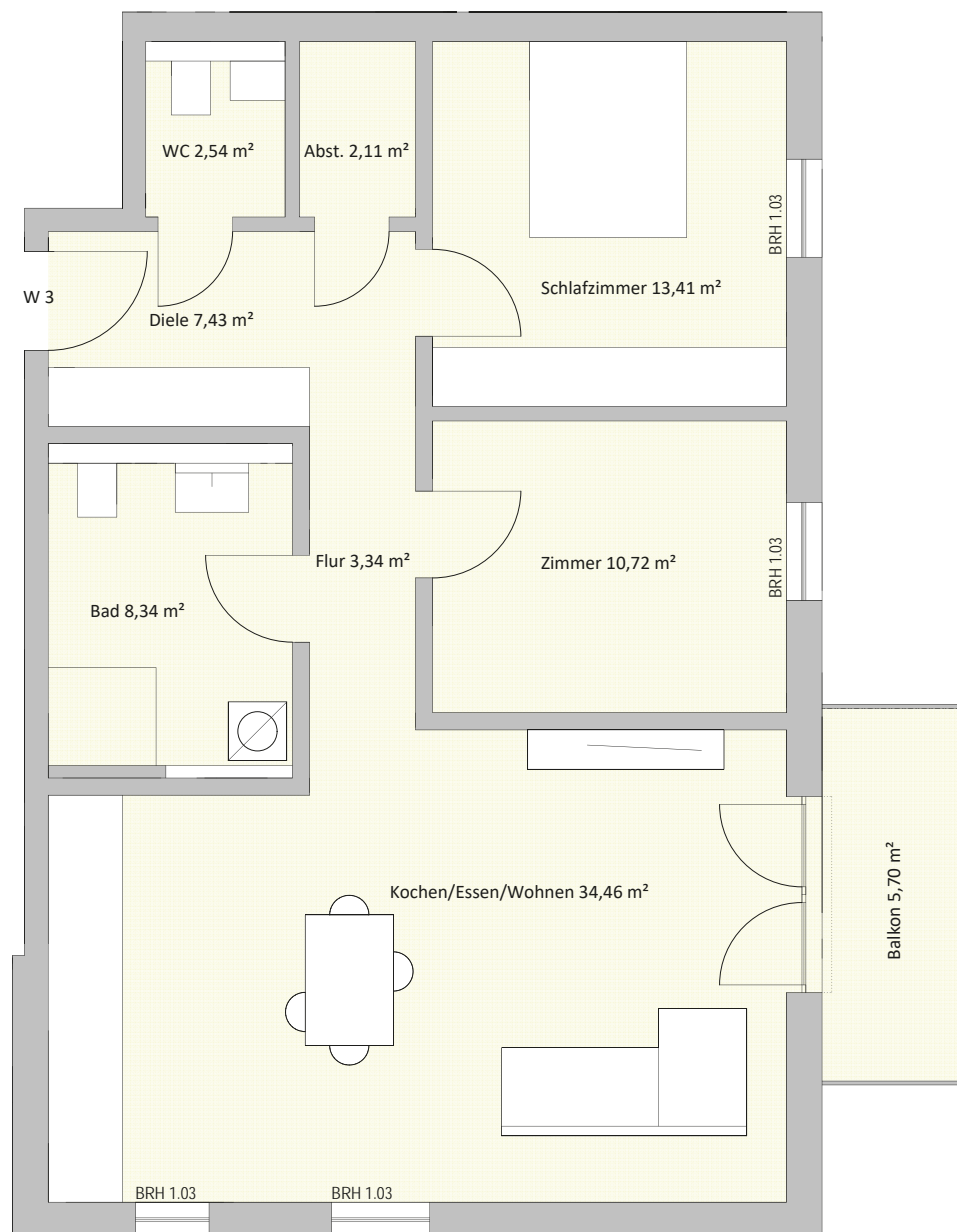 WC 2,54 m²
Abst. 2,11 m²
BRH 1.03
Schlafzimmer 13,41 m²
W 3
Diele 7,43 m²
Flur 3,34 m²
Zimmer 10,72 m²
BRH 1.03
Bad 8,34 m²
Kochen/Essen/Wohnen 34,46 m²
Balkon 5,70 m²
BRH 1.03
BRH 1.03